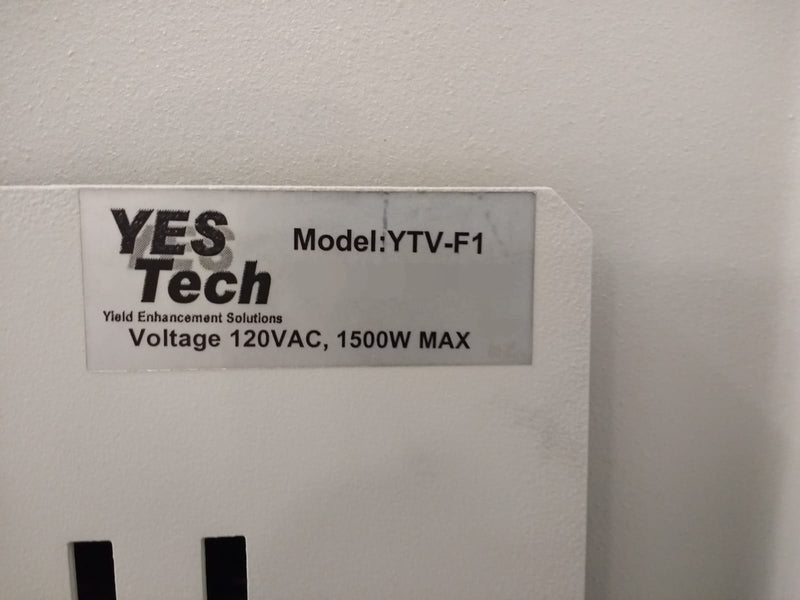 YES
Tech
Model:YTV-F1
Yield Enhancement Solutions
Voltage 120VAC, 1500W MAX